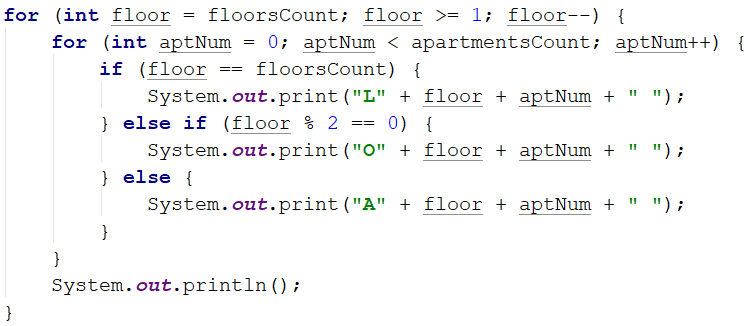 for (int floor = floorsCount; floor >= 1; floor--) {
    for (int aptNum = 0; aptNum < apartmentsCount; aptNum++) {
        if (floor == floorsCount) {
            System.out.print("L" + floor + aptNum + " ");
        } else if (floor % 2 == 0) {
            System.out.print("O" + floor + aptNum + " ");
        } else {
            System.out.print("A" + floor + aptNum + " ");
        }
    }
    System.out.println();
}